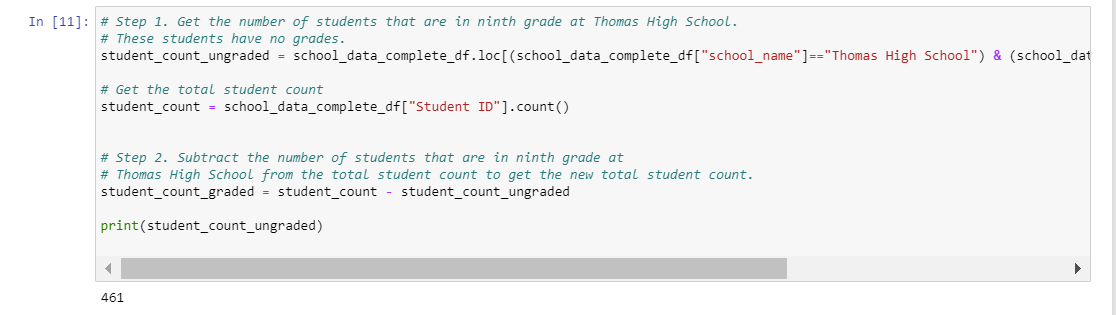 In [11]: # Step 1. Get the number of students that are in ninth grade at Thomas High School.
# These students have no grades.
student_count_ungraded = school_data_complete_df.loc[(school_data_complete_df["school_name"]=="Thomas High School") & (school_dat
# Get the total student count
student_count = school_data_complete_df["Student ID"].count()
# Step 2. Subtract the number of students that are in ninth grade at
# Thomas High School from the total student count to get the new total student count.
student_count_graded = student_count - student_count_ungraded
print(student_count_ungraded)
461